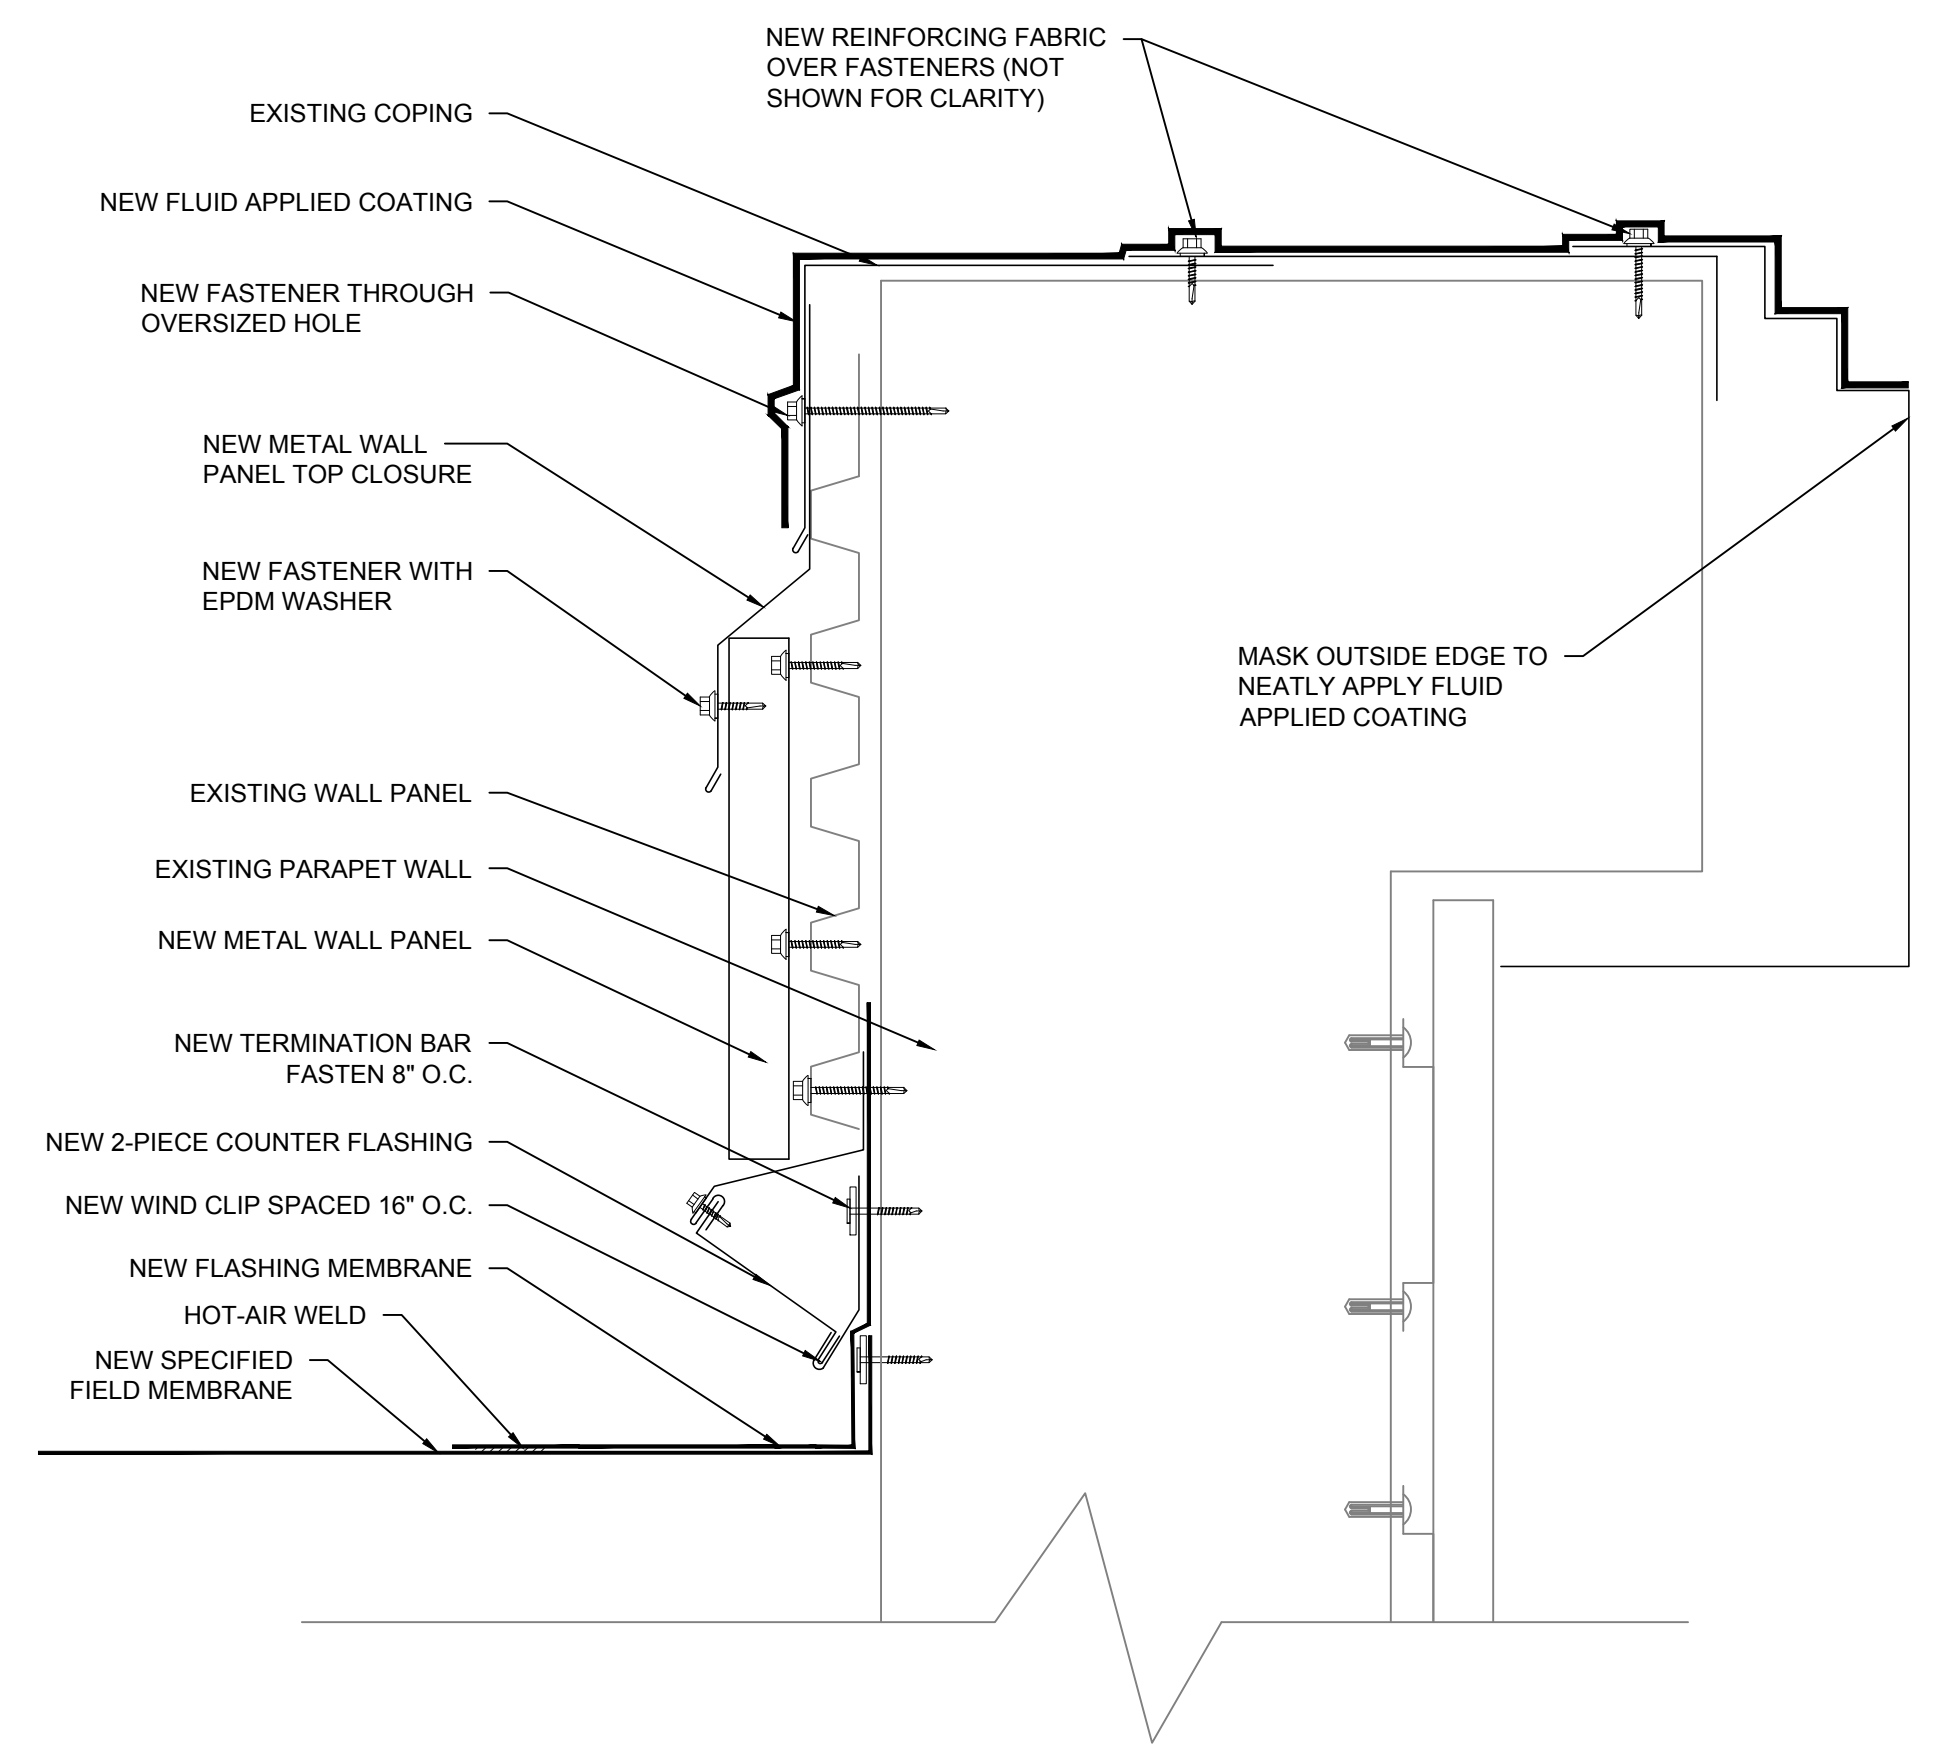 NEW REINFORCING FABRIC
OVER FASTENERS (NOT
SHOWN FOR CLARITY)
EXISTING COPING
NEW FLUID APPLIED COATING
NEW FASTENER THROUGH
OVERSIZED HOLE
NEW METAL WALL
PANEL TOP CLOSURE
NEW FASTENER WITH
EPDM WASHER
MASK OUTSIDE EDGE TO
NEATLY APPLY FLUID
APPLIED COATING
EXISTING WALL PANEL
EXISTING PARAPET WALL
NEW METAL WALL PANEL
NEW TERMINATION BAR
FASTEN 8" O.C.
NEW 2-PIECE COUNTER FLASHING
NEW WIND CLIP SPACED 16" O.C.
NEW FLASHING MEMBRANE
HOT-AIR WELD
NEW SPECIFIED
FIELD MEMBRANE